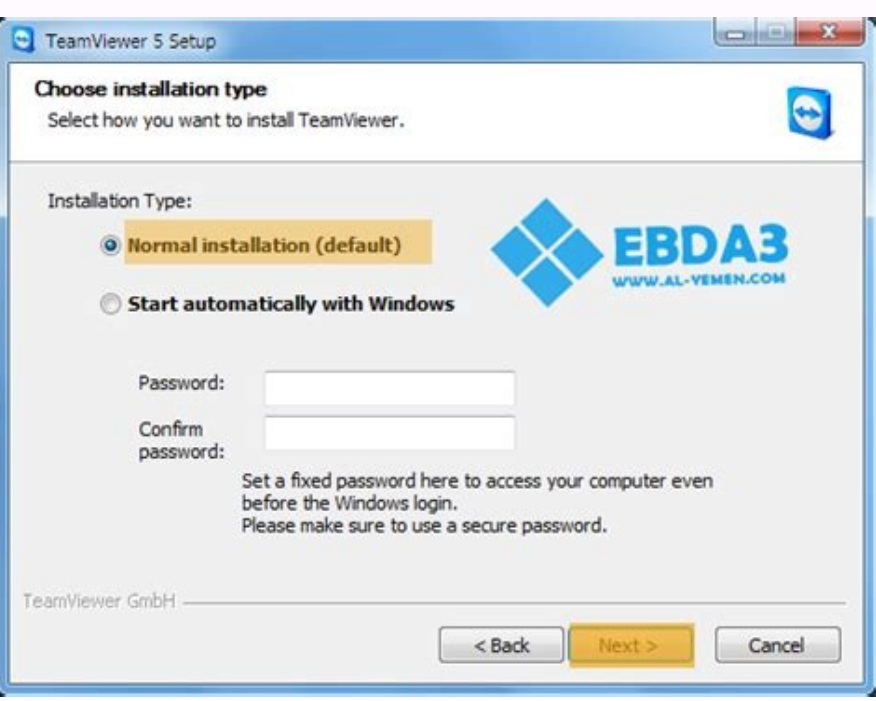 TeamViewer 5 Setup
Choose installation type
Select how you want to install TeamViewer.
Installation Type:
Normal installation (default)
EBDA3
WWW.AL-YEMEN.COM
Start automatically with Windows
Password:
Confirm
password:
Set a fixed password here to access your computer even
before the Windows login.
Please make sure to use a secure password.
TeamViewer GmbH
< Back
Next >
Cancel